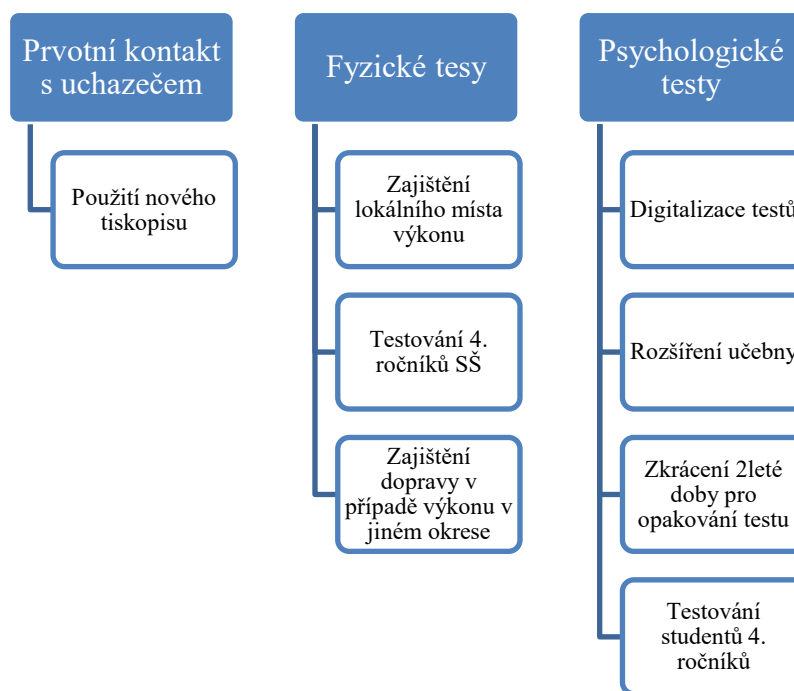 Prvotní kontakt
s uchazečem
Použití nového
tiskopisu
Fyzické tesy
Zajištění
lokálního místa
výkonu
Testování 4.
ročníků SŠ
Zajištění
dopravy v
případě výkonu v
jiném okrese
Psychologické
testy
Digitalizace testů
Rozšíření učebny
Zkrácení 2leté
doby pro
opakování testu
Testování
studentů 4.
ročníků